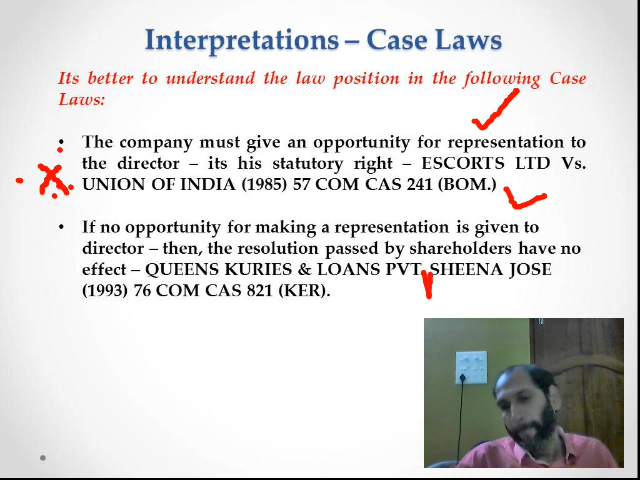 Interpretations – Case Laws
Its better to understand the law position in the following Case
Laws:
• The company must give an opportunity for representation to
the director – its his statutory right – ESCORTS LTD Vs.
UNION OF INDIA (1985) 57 COM CAS 241 (BOM.)
• If no opportunity for making a representation is given to
director – then, the resolution passed by shareholders have no
effect – QUEENS KURIES & LOANS PVT SHEENA JOSE
(1993) 76 COM CAS 821 (KER).